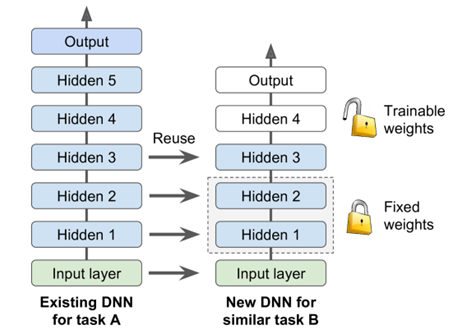 Output
Hidden 5
Hidden 4
Hidden 3
Hidden 2
Hidden 1
Input layer
Existing DNN
for task A
Reuse
Output
Hidden 4
Hidden 3
Hidden 2
Hidden 1
Input layer
New DNN for
similar task B
Trainable
weights
Fixed
weights